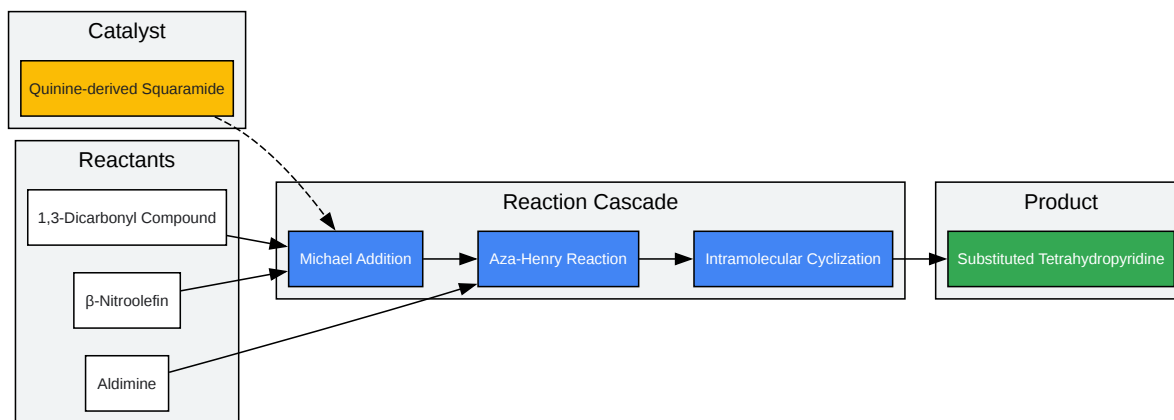 Catalyst
Quinine-derived Squaramide
Reactants
1,3-Dicarbonyl Compound
β-Nitroolefin
Aldimine
Reaction Cascade
Michael Addition
Aza-Henry Reaction
Intramolecular Cyclization
Product
Substituted Tetrahydropyridine